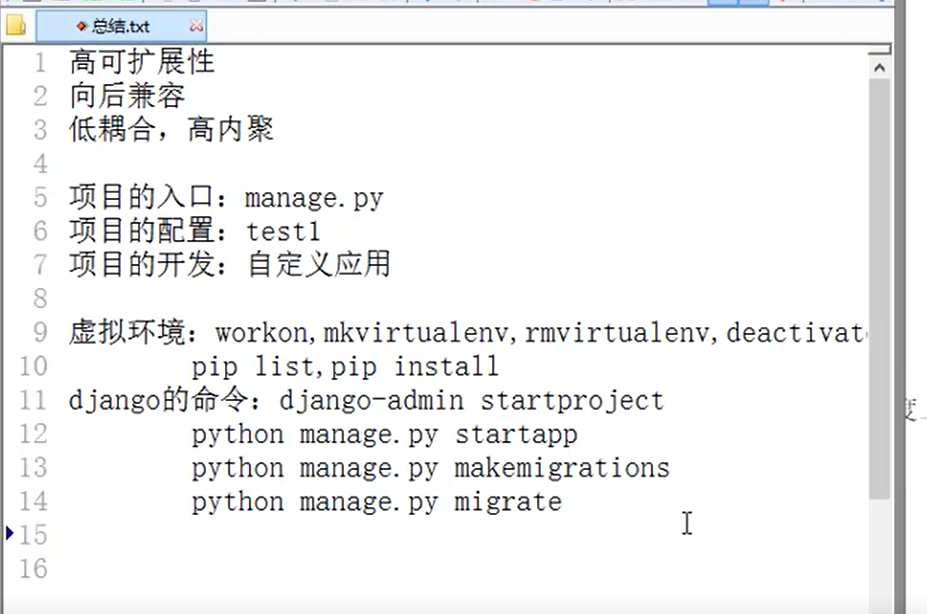 总结.txt
1 高可扩展性
2 向后兼容
3 低耦合，高内聚
4
5 项目的入口：manage.py
6 项目的配置：test1
7 项目的开发：自定义应用
8
9 虚拟环境：workon,mkvirtualenv,rmvirtualenv,deactivat
10 pip list,pip install
11 django的命令：django-admin startproject
12 python manage.py startapp
13 python manage.py makemigrations
14 python manage.py migrate
15
16